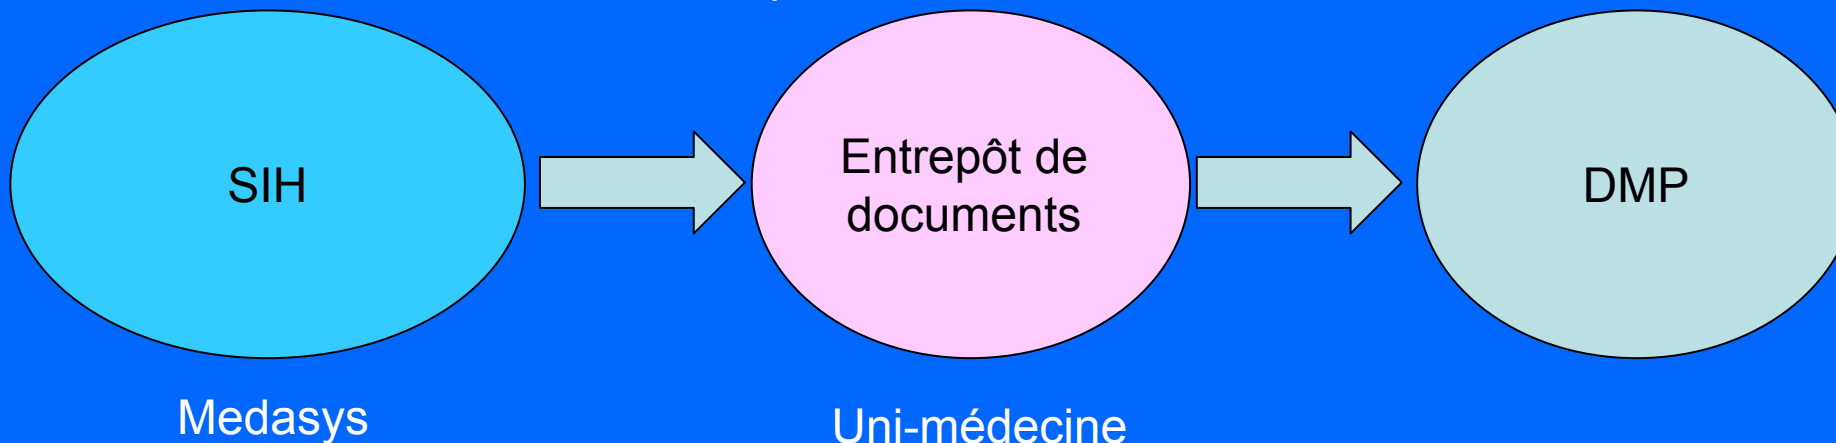 SIH
Entrepôt de
documents
DMP
Medasys
Uni-médecine